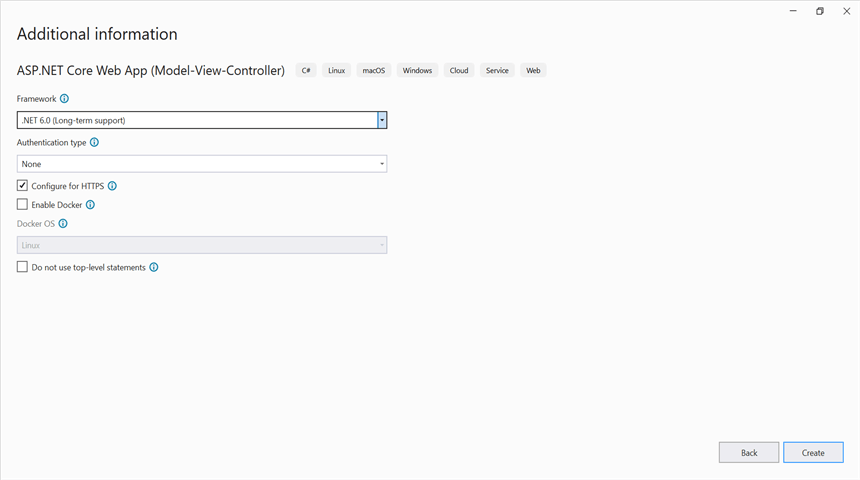 Additional information
ASP.NET Core Web App (Model-View-Controller) C# Linux macOS Windows Cloud Service Web
Framework
.NET 6.0 (Long-term support)
Authentication type
None
Configure for HTTPS
Enable Docker
Docker OS
Linux
Do not use top-level statements
Back Create